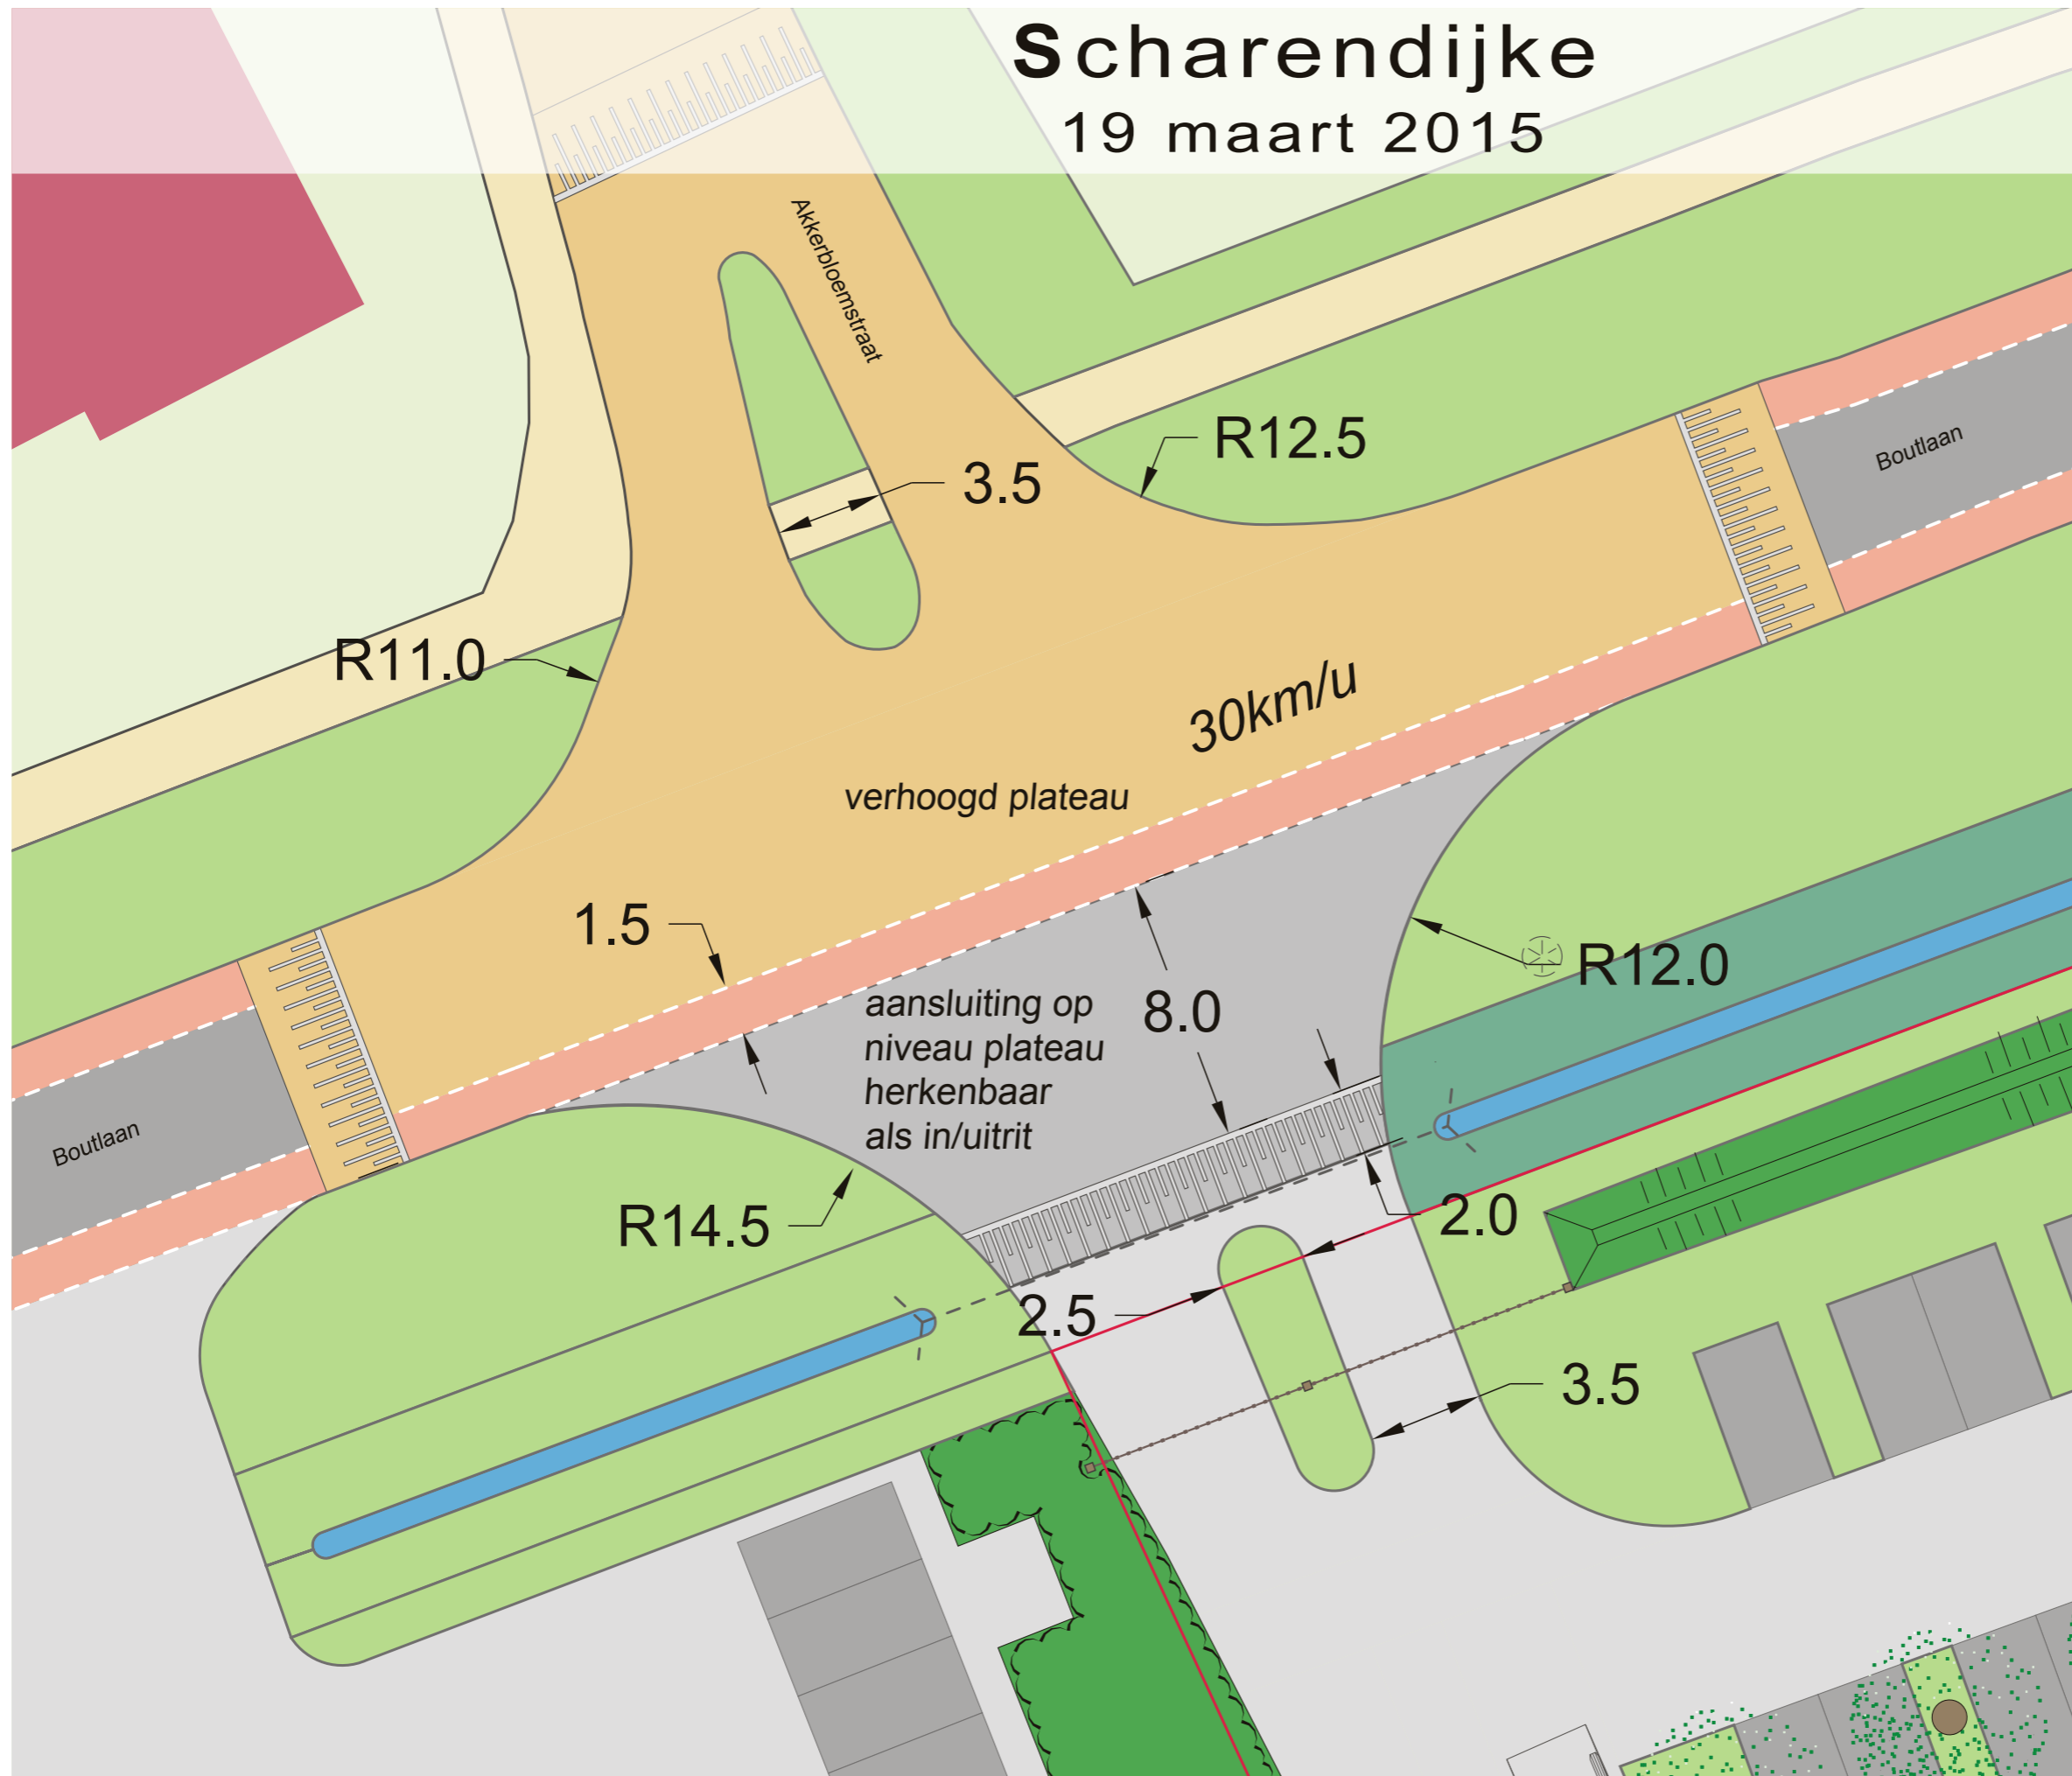 Scharendijke
19 maart 2015
Akkerbloemstraat
R12.5
Boutlaan
3.5
R11.0
30km/u
verhoogd plateau
1.5
R12.0
aansluiting op
niveau plateau
herkenbaar
als in/uitrit
8.0
Boutlaan
R14.5
2.0
2.5
3.5